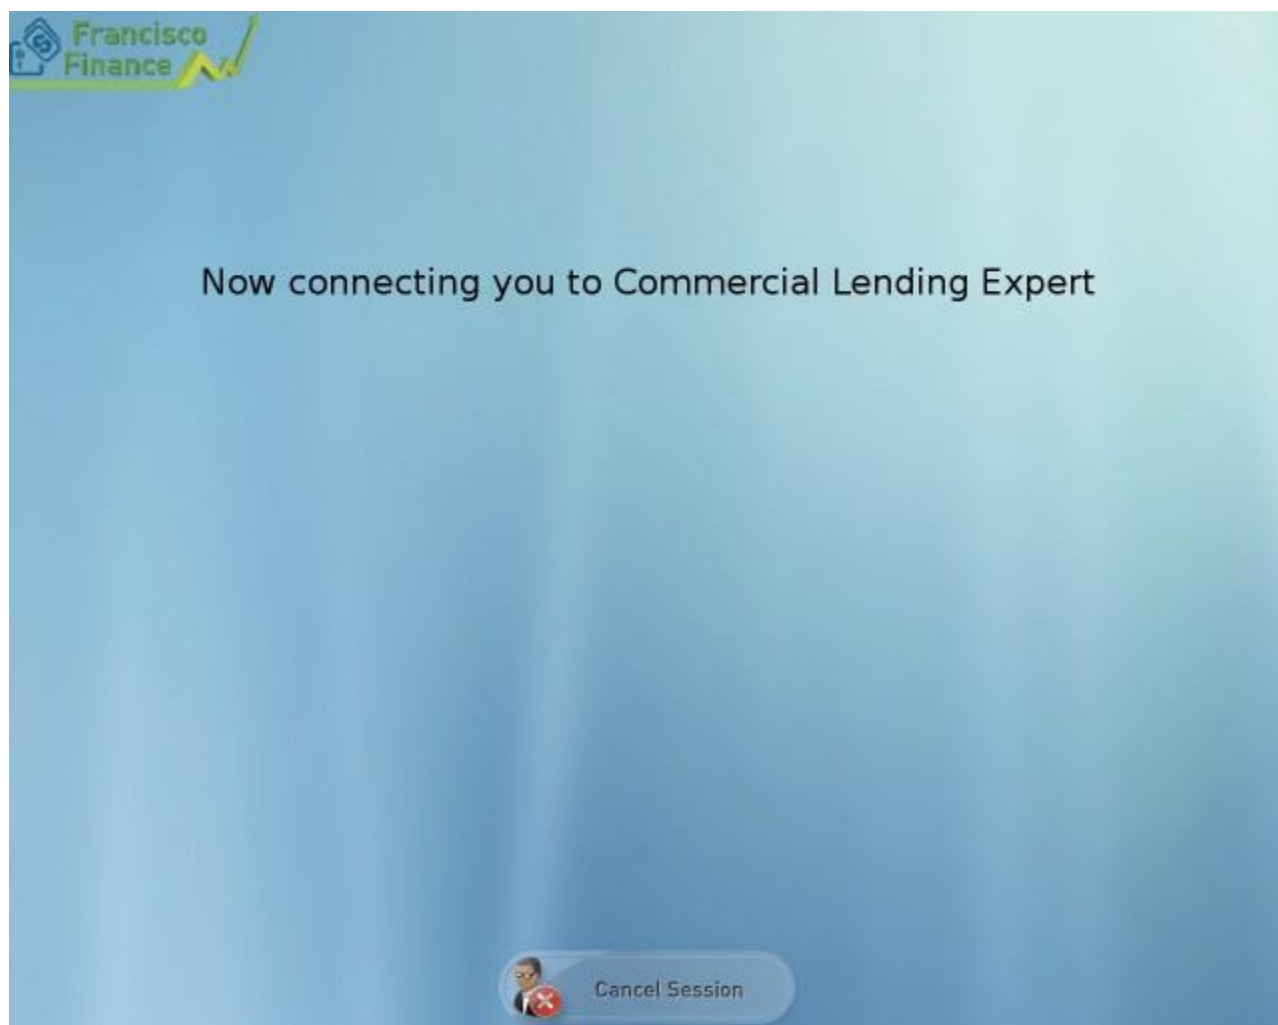 Francisco
Finance
Now connecting you to Commercial Lending Expert
Cancel Session